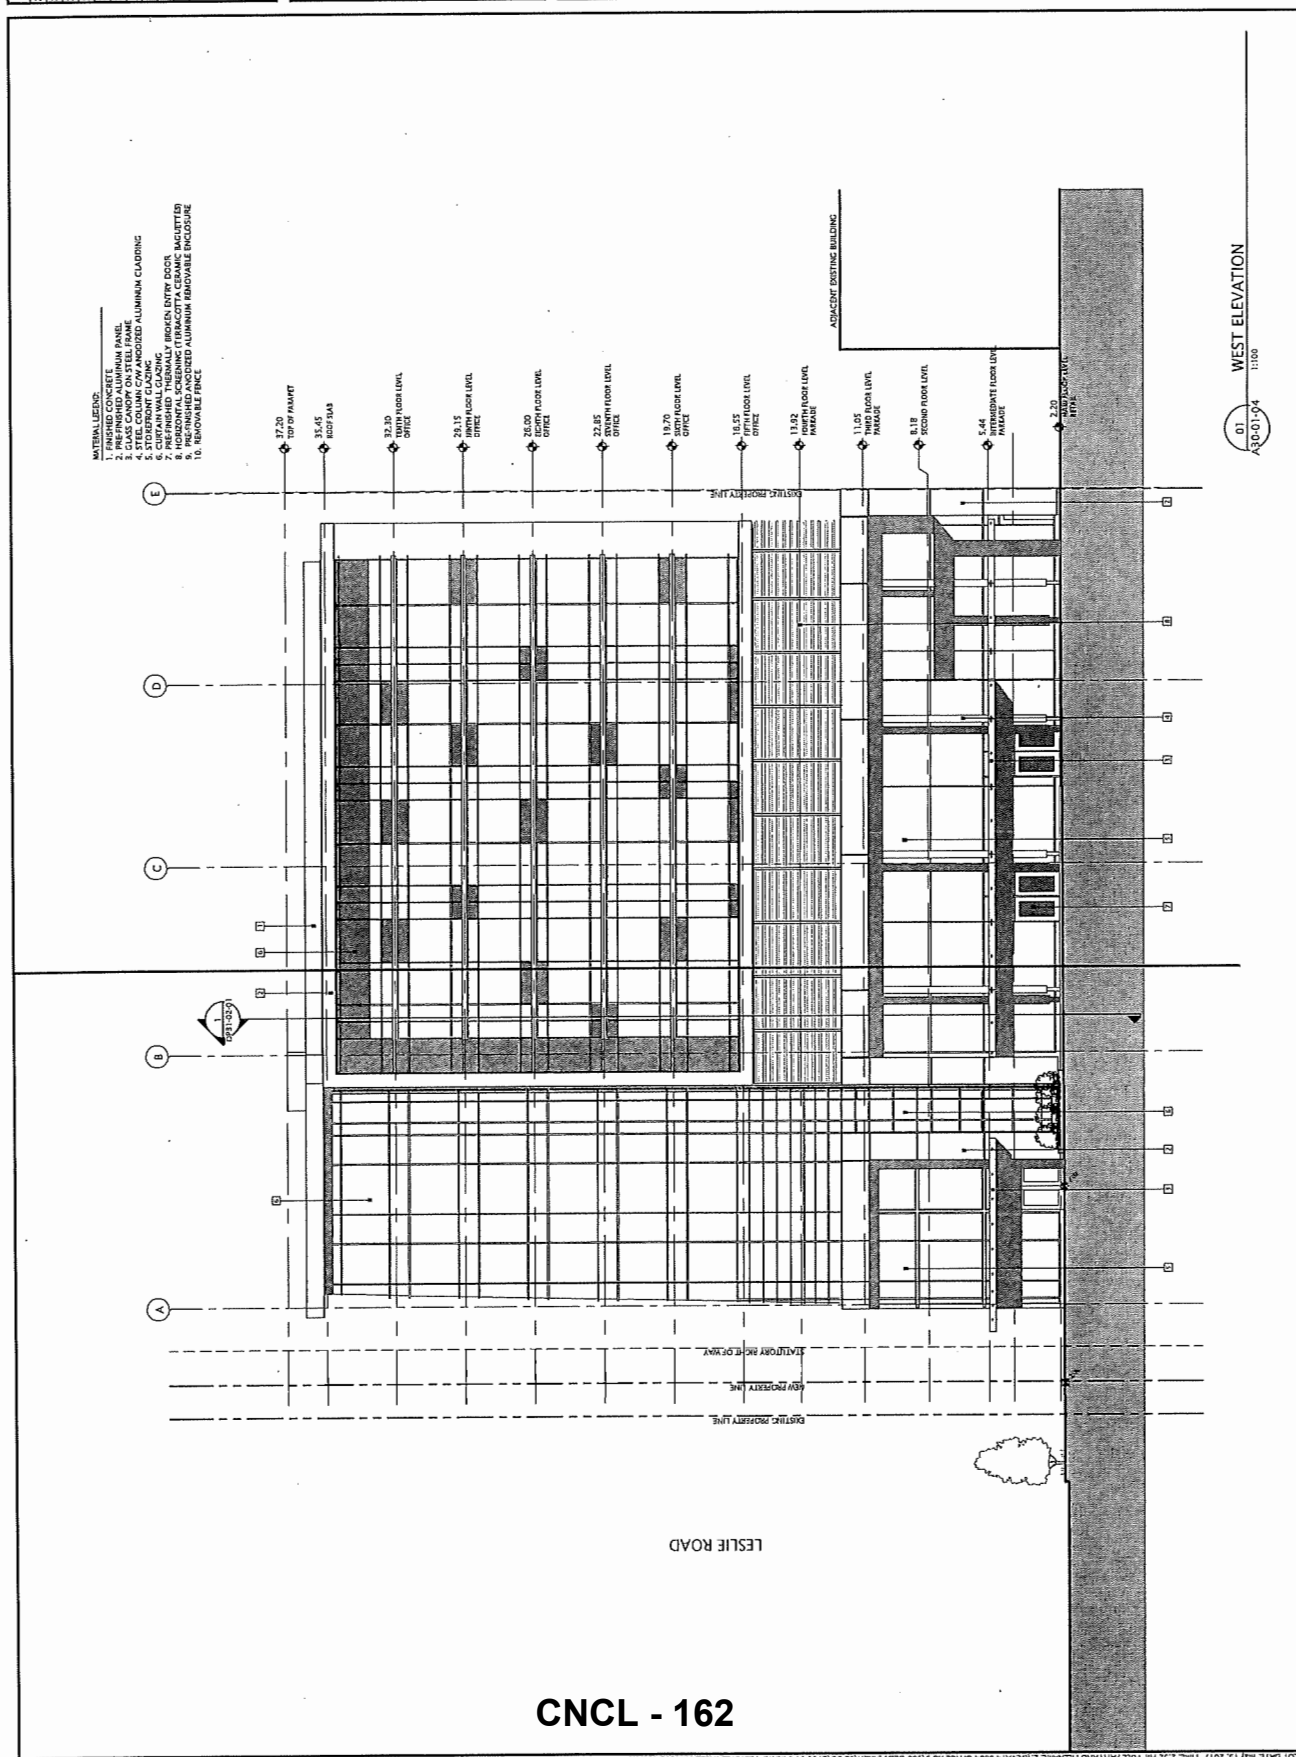 MATERIAL LEGEND:
1. FINISHED CONCRETE
2. PRE-FINISHED ALUMINUM PANEL
3. GLASS CANOPY ON STEEL FRAME
4. STEEL COLUMN C/W ANODIZED ALUMINUM CLADDING
5. STOREFRONT GLAZING
6. CURTAIN WALL GLAZING
7. PRE-FINISHED THERMALLY BROKEN ENTRY DOOR
8. HORIZONTAL SCREENING (TERRACOTTA CERAMIC BAGUETTES)
9. PRE-FINISHED ANODIZED ALUMINUM REMOVABLE ENCLOSURE
10. REMOVABLE FENCE
37,20
TOP OF PARAPET
35,45
ROOF SLAB
32,30
TENTH FLOOR LEVEL
OFFICE
29,15
NINTH FLOOR LEVEL
OFFICE
26,00
EIGHTH FLOOR LEVEL
OFFICE
22,85
SEVENTH FLOOR LEVEL
OFFICE
19,70
SIXTH FLOOR LEVEL
OFFICE
16,55
FIFTH FLOOR LEVEL
OFFICE
13,92
FOURTH FLOOR LEVEL
PARKADE
11,05
THIRD FLOOR LEVEL
PARKADE
8,18
SECOND FLOOR LEVEL
5,44
INTERMEDIATE FLOOR LEVEL
PARKADE
2,20
MAIN FLOOR LEVEL
RETAIL
ADJACENT EXISTING BUILDING
A
B
C
D
E
1
DP31-02-01
EXISTING PROPERTY LINE
STATUTORY RIGHT OF WAY
NEW PROPERTY LINE
EXISTING PROPERTY LINE
LESLIE ROAD
01
A30-01-04
WEST ELEVATION
1:100
CNCL - 162